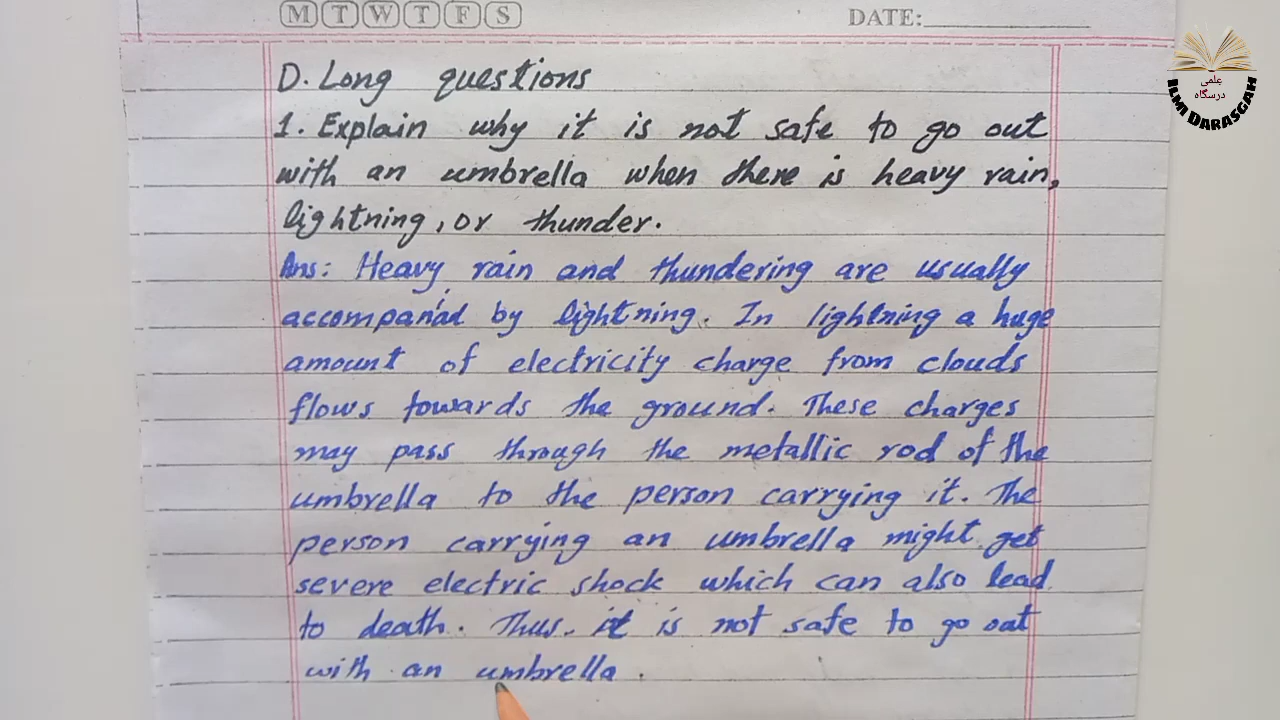 M T W T F S DATE:
D. Long questions
1. Explain why it is not safe to go out
with an umbrella when there is heavy rain,
lightning, or thunder.
Ans: Heavy rain and thundering are usually
accompaniad by lightning. In lightning a huge
amount of electricity charge from clouds
flows towards the ground. These charges
may pass through the metallic rod of the
umbrella to the person carrying it. The
person carrying an umbrella might get
severe electric shock which can also lead
to death. Thus. it is not safe to go out
with an umbrella.
علمی
درسگاہ
ILMI DARASGAH